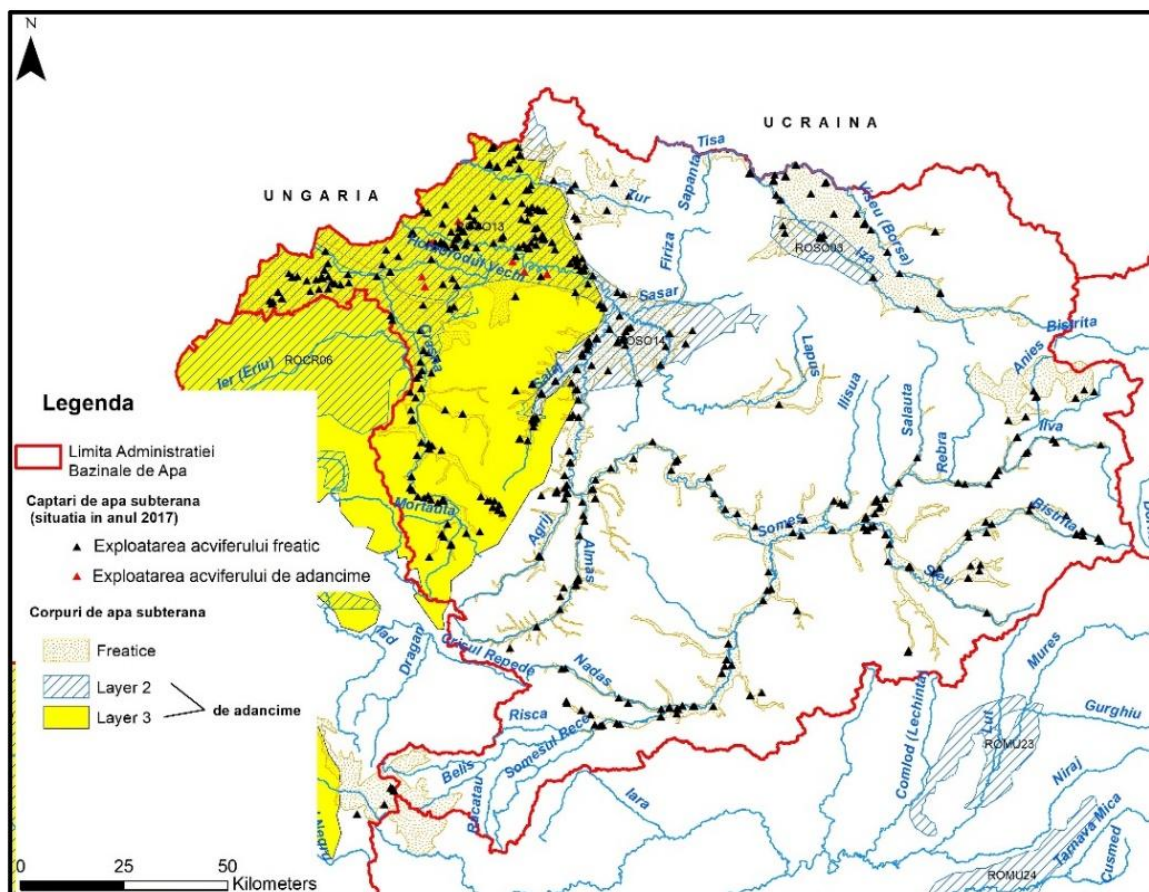 N
UCRAINA
Tisa
UNGARIA
Tur
Sapanta
Viseu (Borsa)
ROSO13
Homorodul Vechi
Firiza
Iza
ROSO03
Sasar
Bistrita
ROCR06
Ier (Eriu)
Crasna
Salaj
ROSO14
Lapus
Ilisua
Salauta
Rebra
Anies
Ilva
Legenda
Limita Administratiei
Bazinale de Apa
Captari de apa subterana
(situatia in anul 2017)
Exploatarea acviferului freatic
Exploatarea acviferului de adancime
Corpuri de apa subterana
Freatice
Layer 2
Layer 3
de adancime
Mortauta
Agrij
Almas
Somes
Bistrita
Sieu
Iad
Dragan
Crisul Repede
Nadas
Risca
Somesul Rece
Belis
Racatau
Iara
Comlod (Lechinta)
Lut
Mures
Gurghiu
ROMU23
Niraj
Tarnava Mica
Cusmed
ROMU24
0 25 50
Kilometers